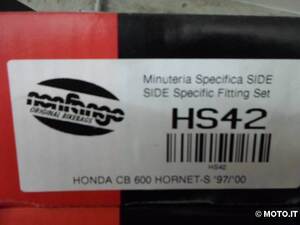 Minuteria Specifica SIDE
SIDE Specific Fitting Set
nonfango
ORIGINAL BIKEBAGS
HS42
HS42
HONDA CB 600 HORNET-S '97/'00
© MOTO.IT